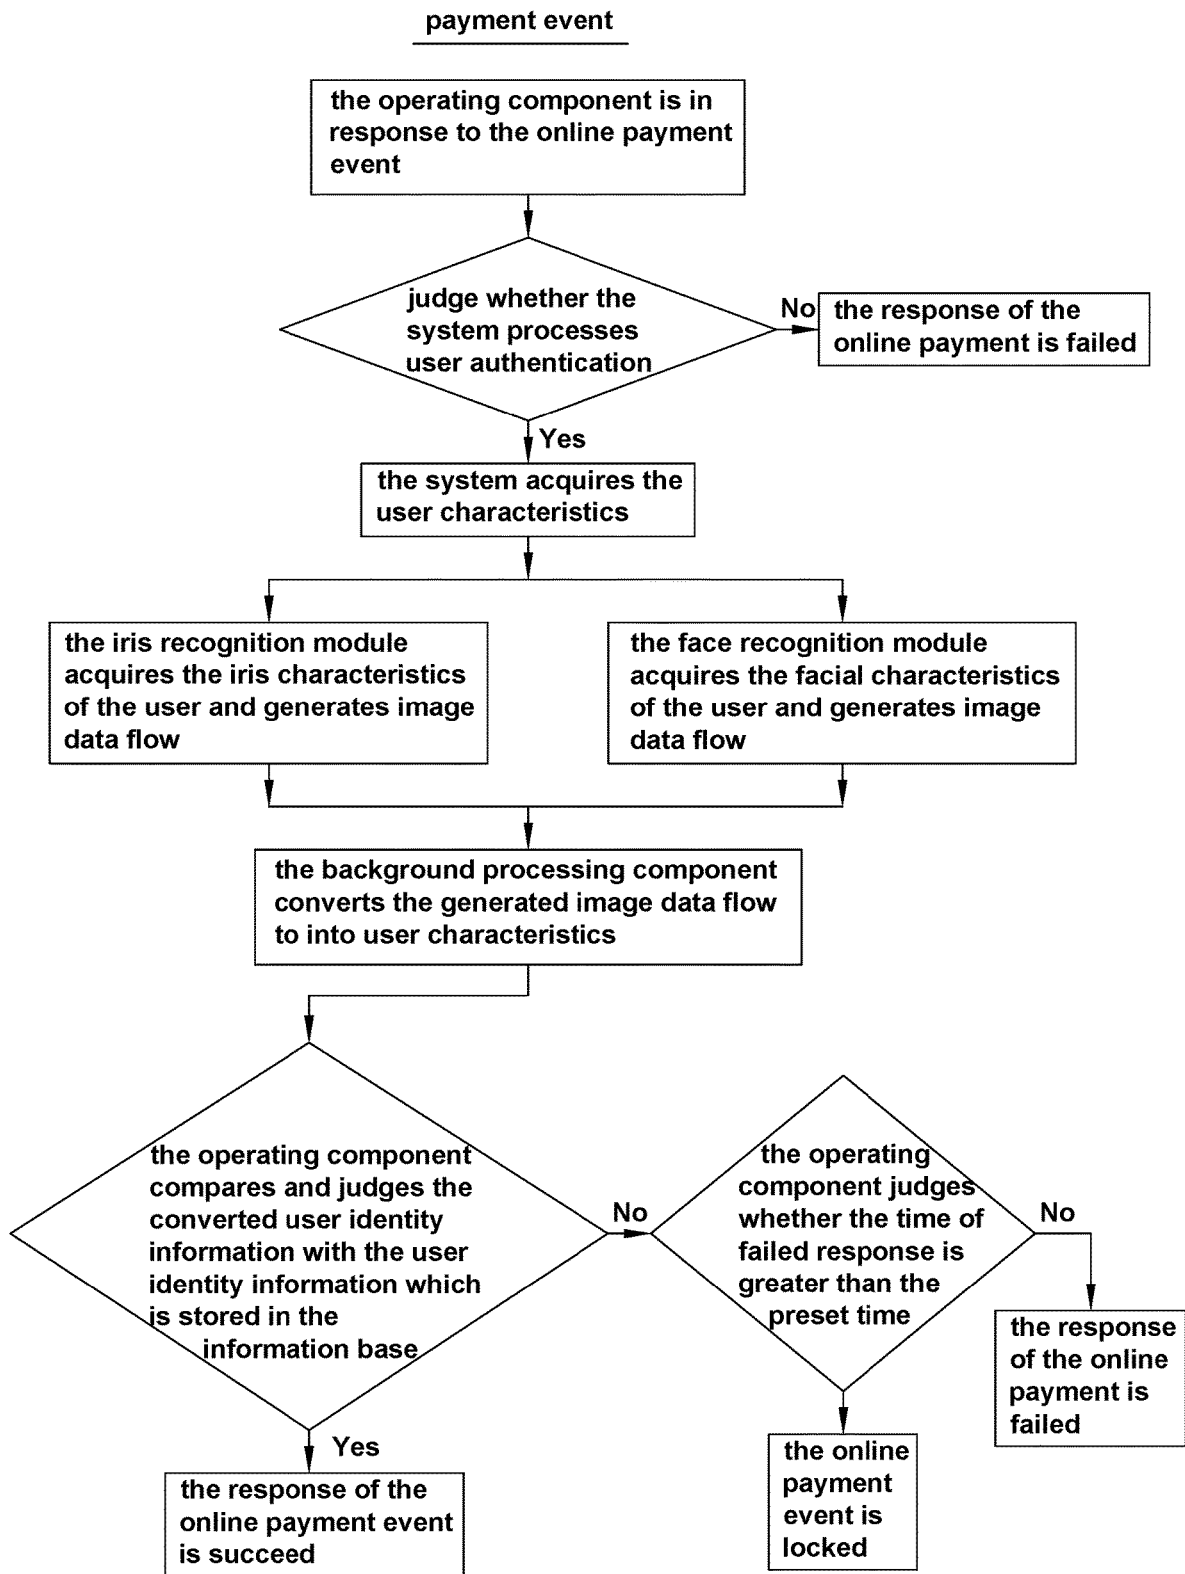 payment event
the operating component is in
response to the online payment
event
judge whether the
system processes
user authentication
No
the response of the
online payment is failed
Yes
the system acquires the
user characteristics
the iris recognition module
acquires the iris characteristics
of the user and generates image
data flow
the face recognition module
acquires the facial characteristics
of the user and generates image
data flow
the background processing component
converts the generated image data flow
to into user characteristics
the operating component
compares and judges the
converted user identity
information with the user
identity information which
is stored in the
information base
No
the operating
component judges
whether the time of
failed response is
greater than the
preset time
No
the response
of the online
payment is
failed
Yes
the response of the
online payment event
is succeed
the online
payment
event is
locked